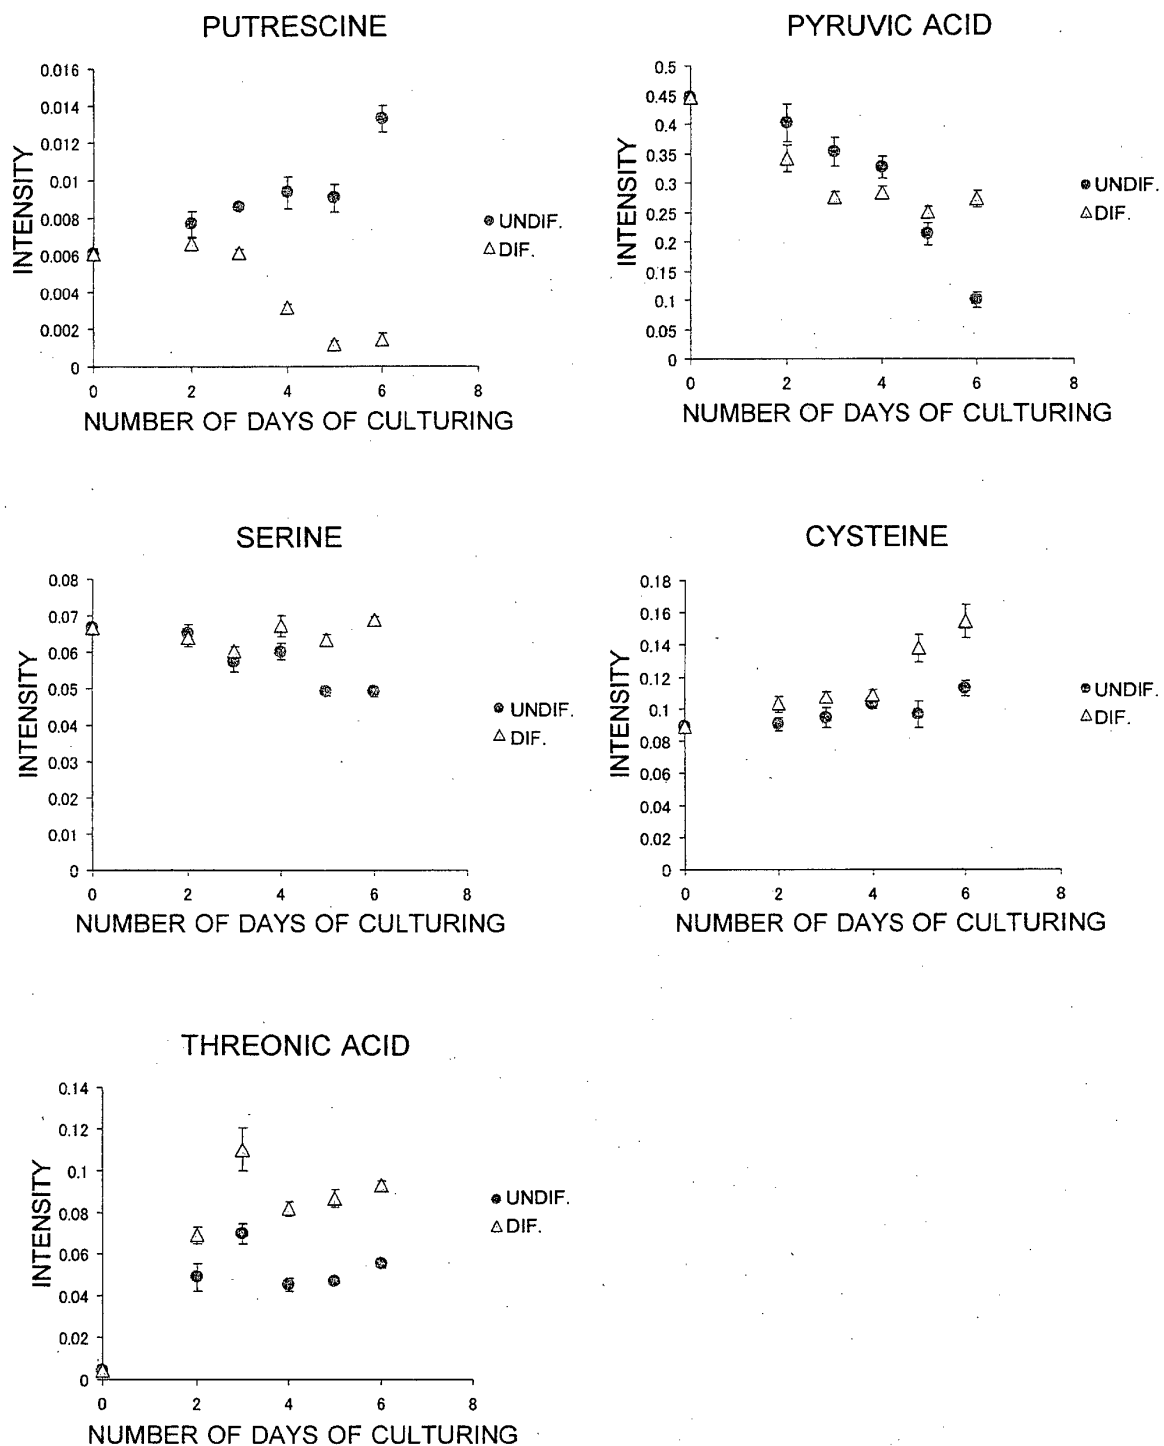 PUTRESCINE
0.016
0.014
0.012
0.01
0.008
0.006
0.004
0.002
0
INTENSITY
0 2 4 6 8
NUMBER OF DAYS OF CULTURING
UNDIF.
DIF.
PYRUVIC ACID
0.5
0.45
0.4
0.35
0.3
0.25
0.2
0.15
0.1
0.05
0
INTENSITY
0 2 4 6 8
NUMBER OF DAYS OF CULTURING
UNDIF.
DIF.
SERINE
0.08
0.07
0.06
0.05
0.04
0.03
0.02
0.01
0
INTENSITY
0 2 4 6 8
NUMBER OF DAYS OF CULTURING
UNDIF.
DIF.
CYSTEINE
0.18
0.16
0.14
0.12
0.1
0.08
0.06
0.04
0.02
0
INTENSITY
0 2 4 6 8
NUMBER OF DAYS OF CULTURING
UNDIF.
DIF.
THREONIC ACID
0.14
0.12
0.1
0.08
0.06
0.04
0.02
0
INTENSITY
0 2 4 6 8
NUMBER OF DAYS OF CULTURING
UNDIF.
DIF.